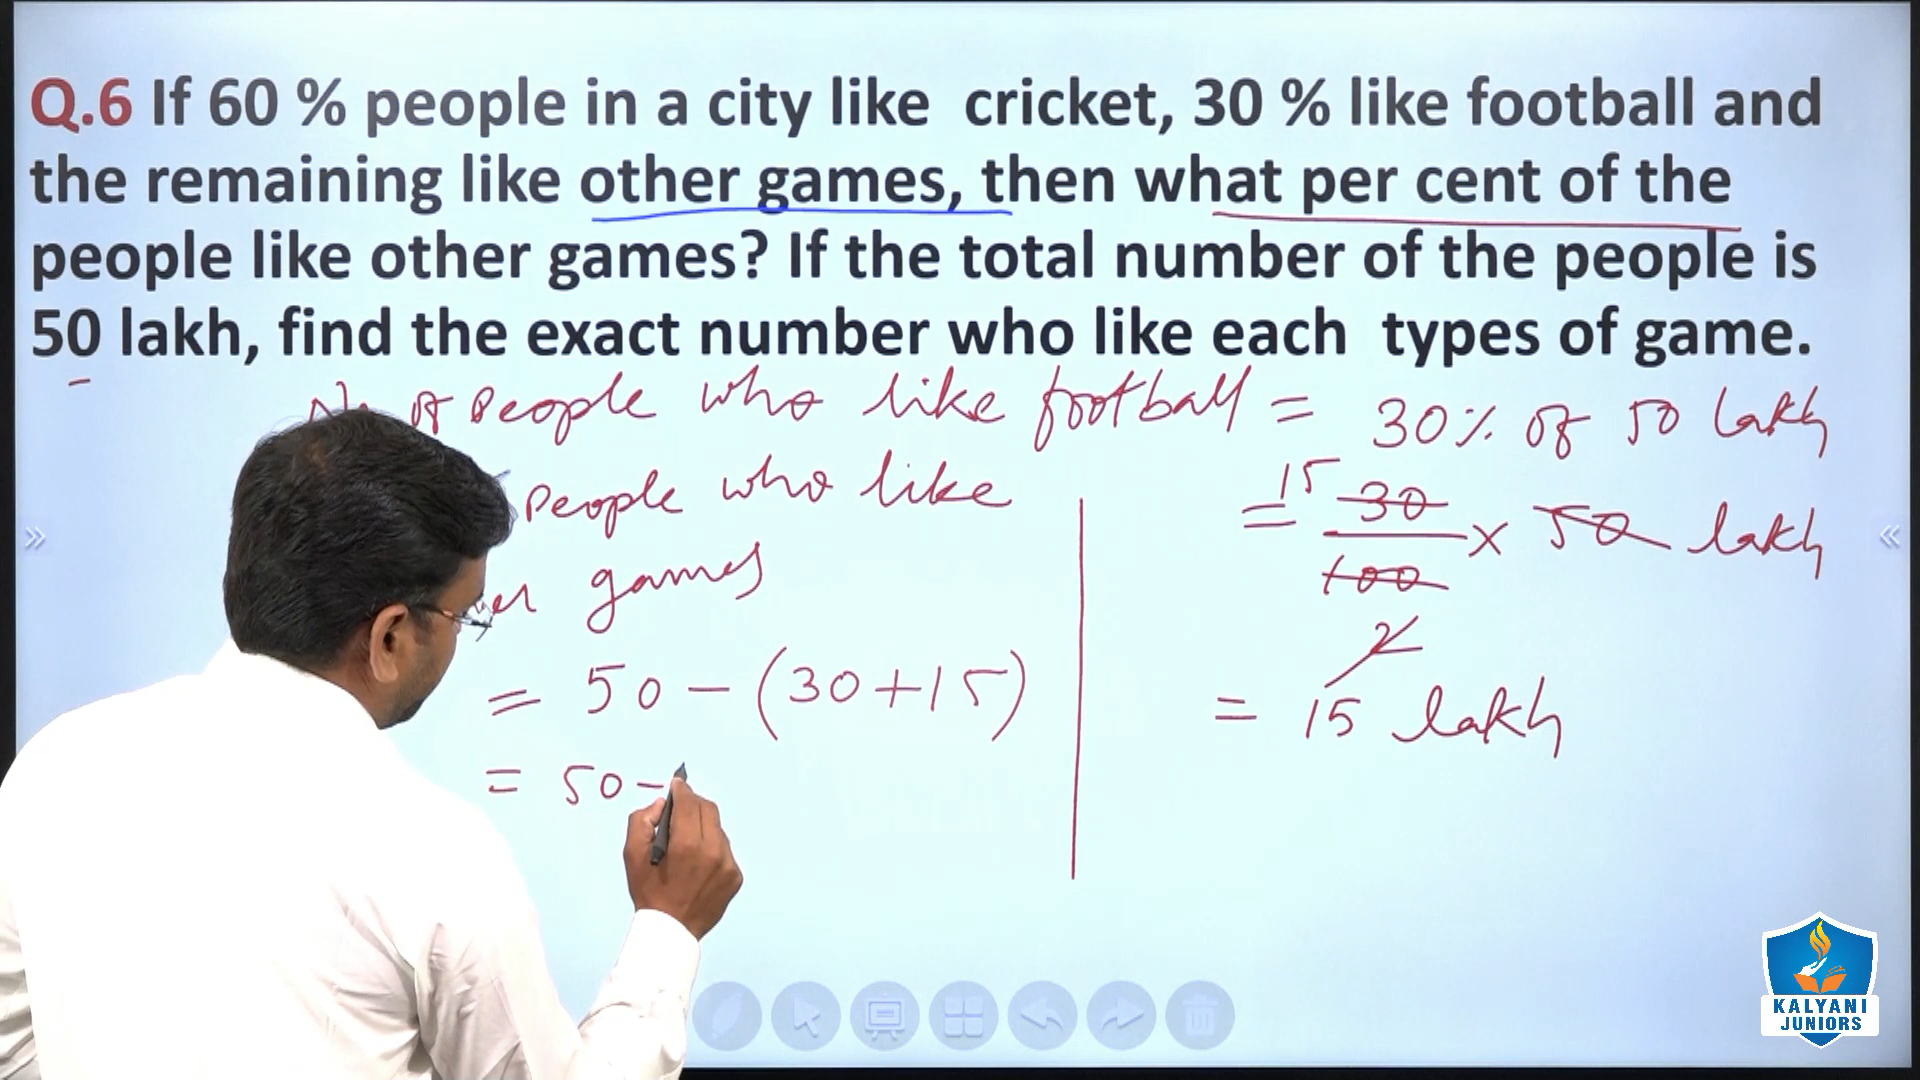 Q.6 If 60 % people in a city like cricket, 30 % like football and
the remaining like other games, then what per cent of the
people like other games? If the total number of the people is
50 lakh, find the exact number who like each types of game.
of People who like football = 30% of 50 lakh
People who like
games
= 50 - (30+15)
= 50 -
= 15 30 / 100 2 × 50 lakh
= 15 lakh
KALYANI
JUNIORS